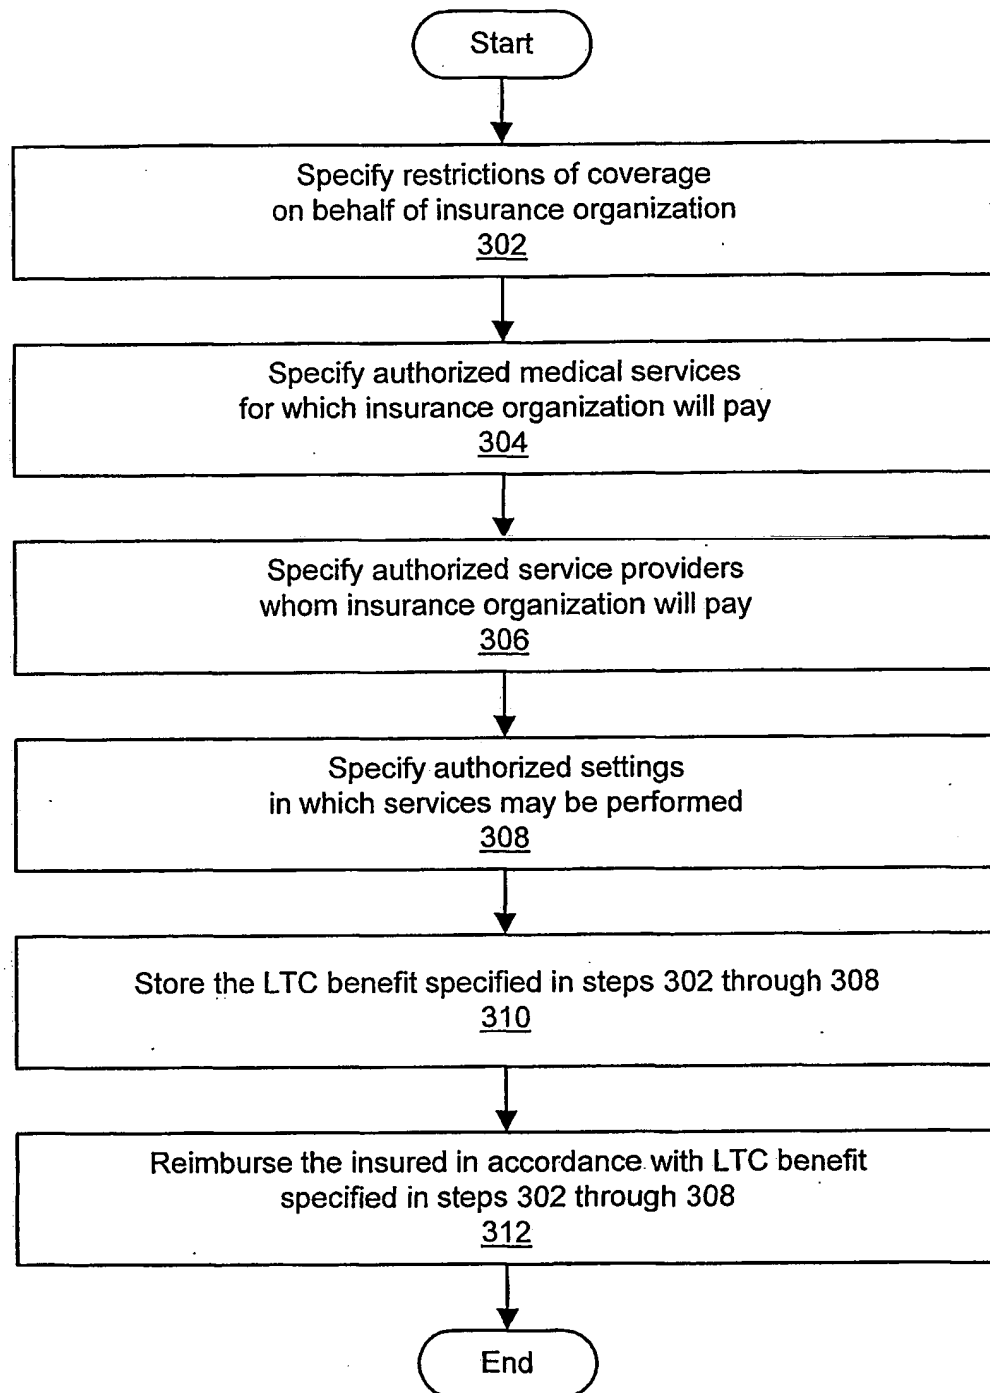 Start
Specify restrictions of coverage
on behalf of insurance organization
302
Specify authorized medical services
for which insurance organization will pay
304
Specify authorized service providers
whom insurance organization will pay
306
Specify authorized settings
in which services may be performed
308
Store the LTC benefit specified in steps 302 through 308
310
Reimburse the insured in accordance with LTC benefit
specified in steps 302 through 308
312
End